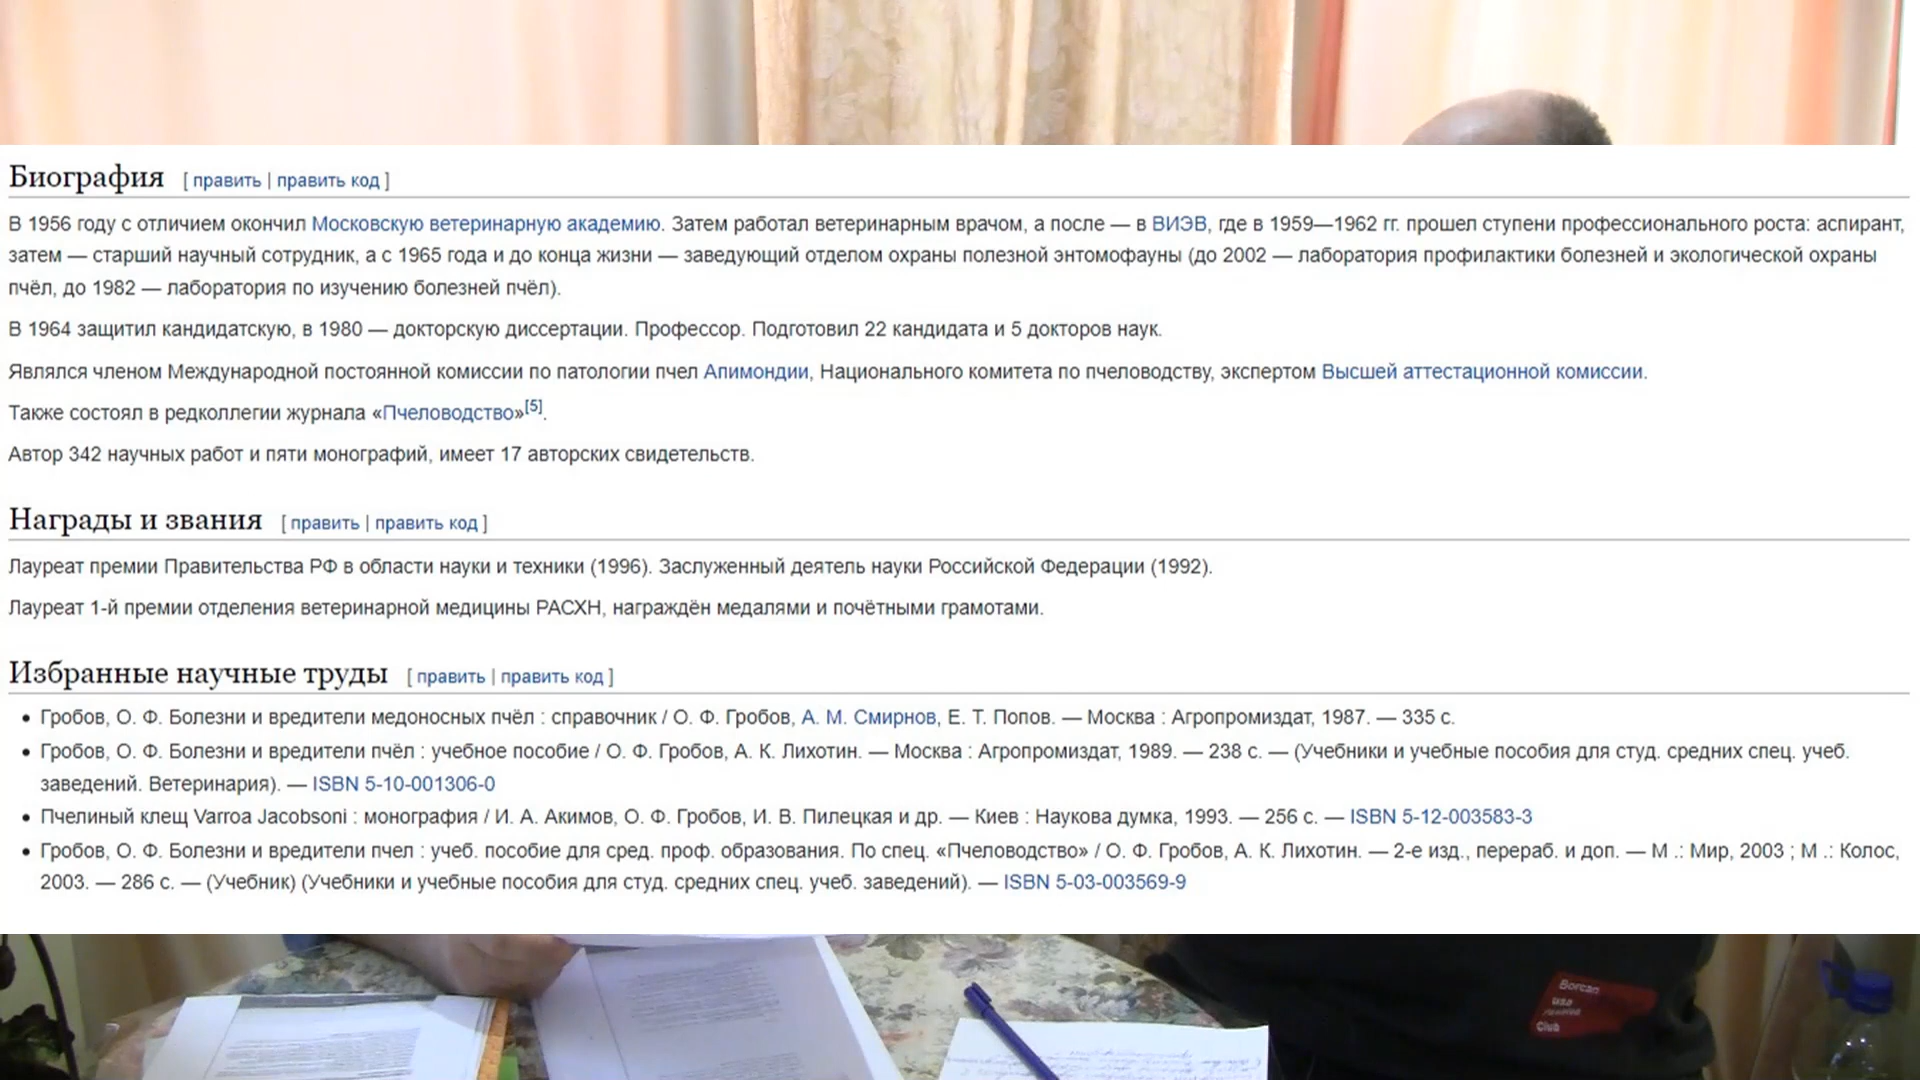 Биография [ править | править код ]
В 1956 году с отличием окончил Московскую ветеринарную академию. Затем работал ветеринарным врачом, а после — в ВИЭВ, где в 1959—1962 гг. прошел ступени профессионального роста: аспирант,
затем — старший научный сотрудник, а с 1965 года и до конца жизни — заведующий отделом охраны полезной энтомофауны (до 2002 — лаборатория профилактики болезней и экологической охраны
пчёл, до 1982 — лаборатория по изучению болезней пчёл).
В 1964 защитил кандидатскую, в 1980 — докторскую диссертации. Профессор. Подготовил 22 кандидата и 5 докторов наук.
Являлся членом Международной постоянной комиссии по патологии пчел Апимондии, Национального комитета по пчеловодству, экспертом Высшей аттестационной комиссии.
Также состоял в редколлегии журнала «Пчеловодство»[5].
Автор 342 научных работ и пяти монографий, имеет 17 авторских свидетельств.
Награды и звания [ править | править код ]
Лауреат премии Правительства РФ в области науки и техники (1996). Заслуженный деятель науки Российской Федерации (1992).
Лауреат 1-й премии отделения ветеринарной медицины РАСХН, награждён медалями и почётными грамотами.
Избранные научные труды [ править | править код ]
• Гробов, О. Ф. Болезни и вредители медоносных пчёл : справочник / О. Ф. Гробов, А. М. Смирнов, Е. Т. Попов. — Москва : Агропромиздат, 1987. — 335 с.
• Гробов, О. Ф. Болезни и вредители пчёл : учебное пособие / О. Ф. Гробов, А. К. Лихотин. — Москва : Агропромиздат, 1989. — 238 с. — (Учебники и учебные пособия для студ. средних спец. учеб.
заведений. Ветеринария). — ISBN 5-10-001306-0
• Пчелиный клещ Varroa Jacobsoni : монография / И. А. Акимов, О. Ф. Гробов, И. В. Пилецкая и др. — Киев : Наукова думка, 1993. — 256 с. — ISBN 5-12-003583-3
• Гробов, О. Ф. Болезни и вредители пчел : учеб. пособие для сред. проф. образования. По спец. «Пчеловодство» / О. Ф. Гробов, А. К. Лихотин. — 2-е изд., перераб. и доп. — М .: Мир, 2003 ; М .: Колос,
2003. — 286 с. — (Учебник) (Учебники и учебные пособия для студ. средних спец. учеб. заведений). — ISBN 5-03-003569-9
Borcan
usa
Club